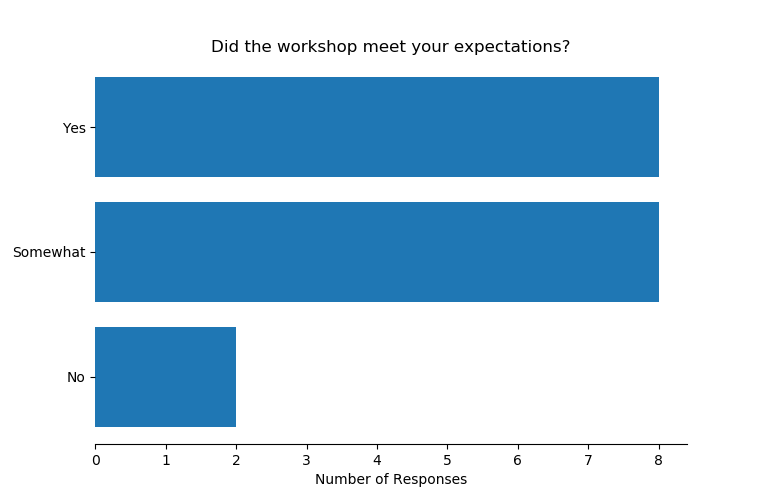 Did the workshop meet your expectations?
Yes
Somewhat
No
0 1 2 3 4 5 6 7 8
Number of Responses